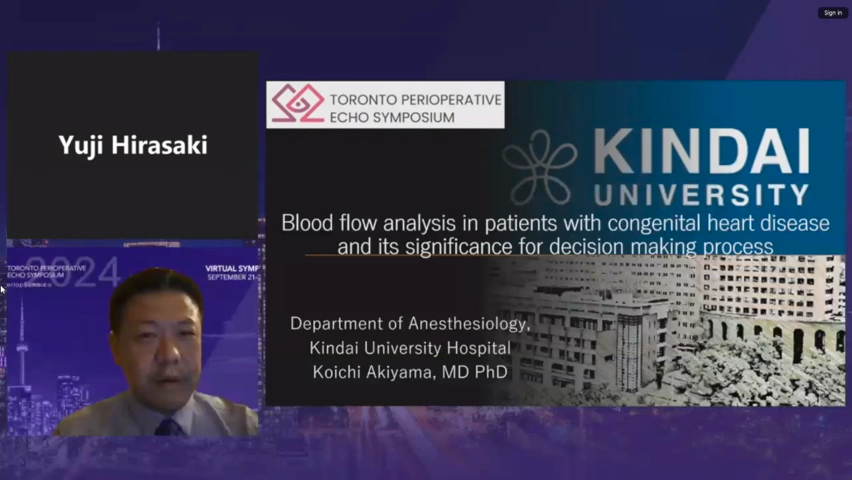 Sign in
Yuji Hirasaki
TORONTO PERIOPERATIVE
ECHO SYMPOSIUM
KINDAI
UNIVERSITY
Blood flow analysis in patients with congenital heart disease
and its significance for decision making process
Department of Anesthesiology,
Kindai University Hospital
Koichi Akiyama, MD PhD
2024
TORONTO PERIOPERATIVE
ECHO SYMPOSIUM
VIRTUAL SYMP
SEPTEMBER 21-